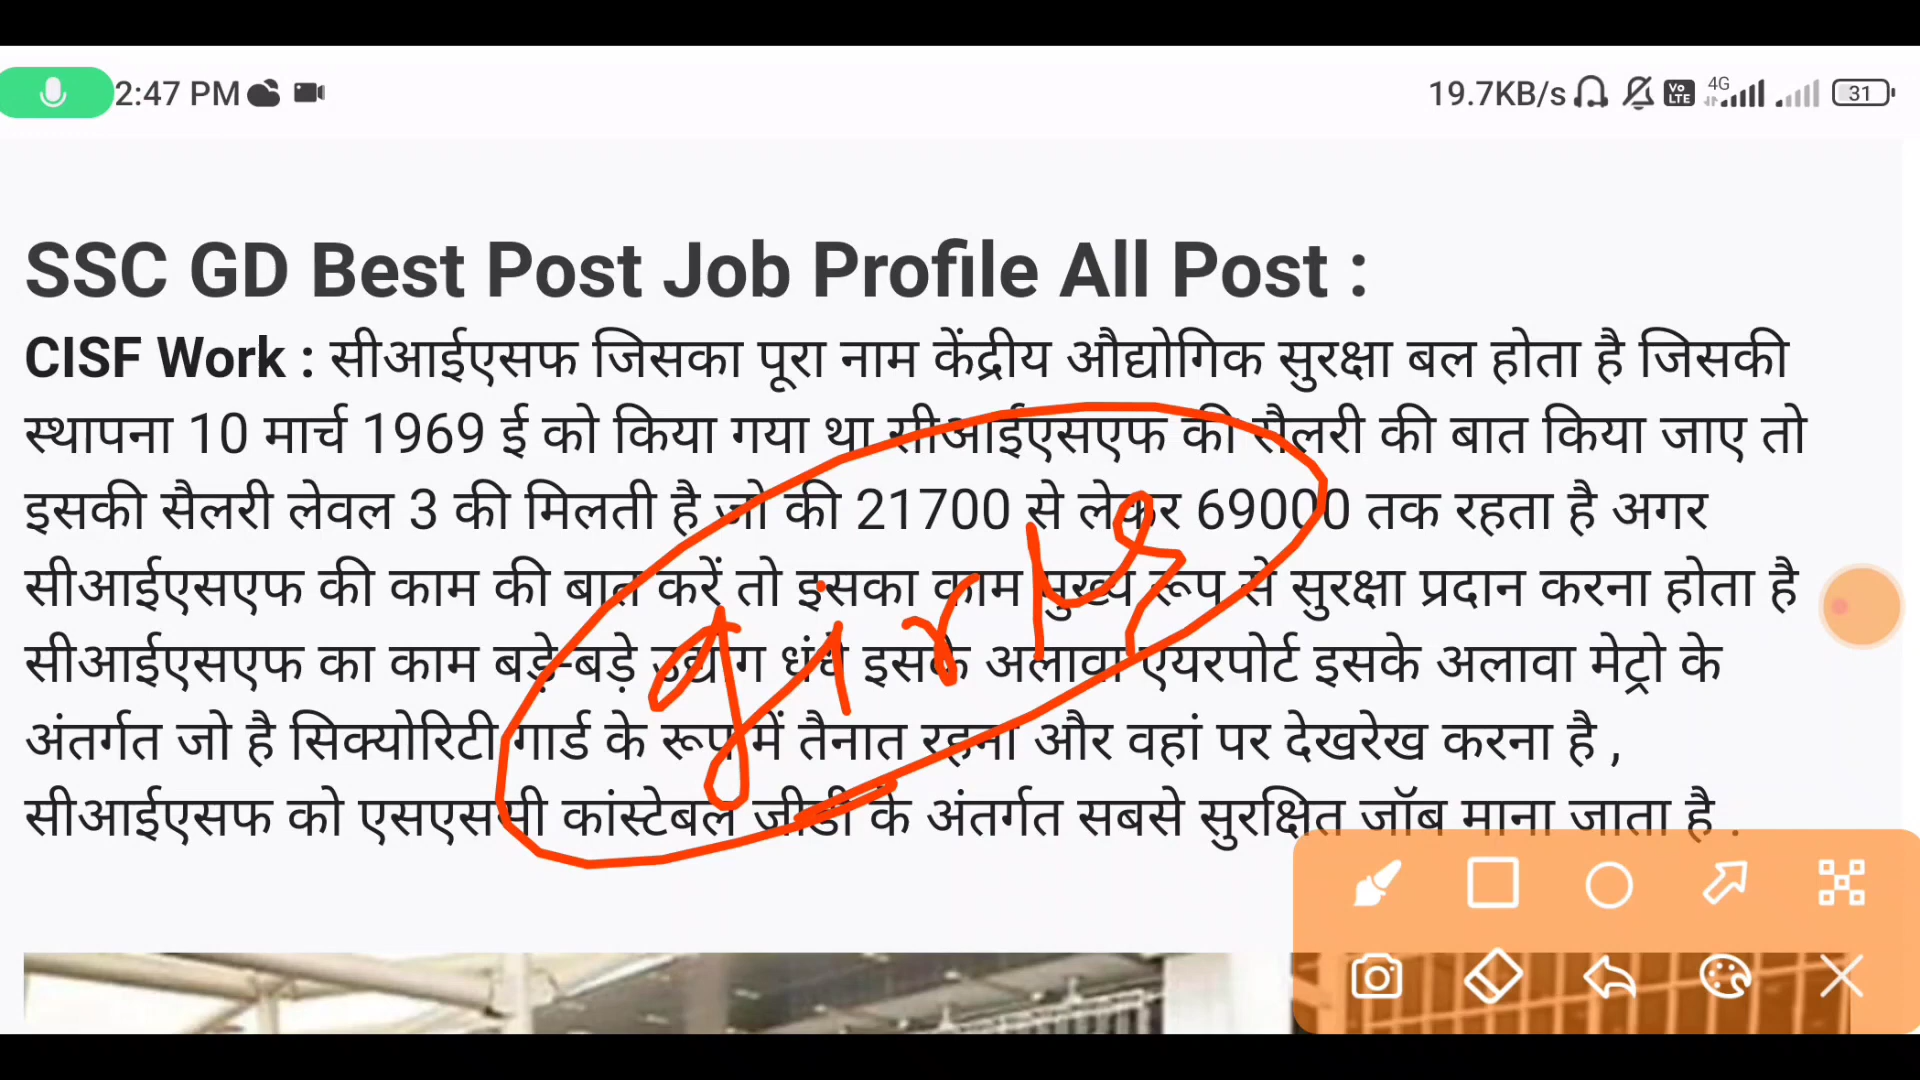 2:47 PM
19.7KB/s Vo LTE 4G 31
SSC GD Best Post Job Profile All Post :
CISF Work : सीआईएसफ जिसका पूरा नाम केंद्रीय औद्योगिक सुरक्षा बल होता है जिसकी
स्थापना 10 मार्च 1969 ई को किया गया था सीआईएसएफ की सैलरी की बात किया जाए तो
इसकी सैलरी लेवल 3 की मिलती है जो की 21700 से लेकर 69000 तक रहता है अगर
सीआईएसएफ की काम की बात करें तो इसका काम मुख्य रूप से सुरक्षा प्रदान करना होता है
सीआईएसएफ का काम बड़े-बड़े उद्योग धंधे इसके अलावा एयरपोर्ट इसके अलावा मेट्रो के
अंतर्गत जो है सिक्योरिटी गार्ड के रूप में तैनात रहना और वहां पर देखरेख करना है ,
सीआईएसफ को एसएससी कांस्टेबल जीडी के अंतर्गत सबसे सुरक्षित जॉब माना जाता है .